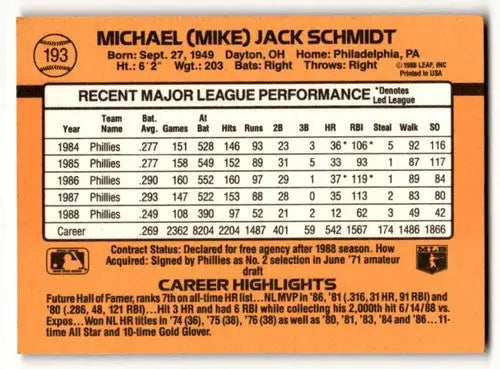 193
MICHAEL (MIKE) JACK SCHMIDT
Born: Sept. 27, 1949 Dayton, OH Home: Philadelphia, PA
Ht.: 6'2" Wgt.: 203 Bats: Right Throws: Right
© 1988 LEAF, INC
Printed in USA
RECENT MAJOR LEAGUE PERFORMANCE *Denotes Led League
Year Team Name Bat. Avg. Games At Bat Hits Runs 2B 3B HR RBI Steal Walk SO
1984 Phillies .277 151 528 146 93 23 3 36* 106* 5 92 116
1985 Phillies .277 158 549 152 89 31 5 33 93 1 87 117
1986 Phillies .290 160 552 160 97 29 1 37* 119* 1 89 84
1987 Phillies .293 147 522 153 88 28 0 35 113 2 83 80
1988 Phillies .249 108 390 97 52 21 2 12 62 3 49 42
Career .269 2362 8204 2204 1487 401 59 542 1567 174 1486 1866
Contract Status: Declared for free agency after 1988 season. How
Acquired: Signed by Phillies as No. 2 selection in June '71 amateur
draft
MLB
CAREER HIGHLIGHTS
Future Hall of Famer, ranks 7th on all-time HR list... NL MVP in '86, '81 (.316, 31 HR, 91 RBI) and
'80 (.286, 48, 121 RBI)... Hit 3 HR and had 6 RBI while collecting his 2,000th hit 6/14/88 vs.
Expos... Won NL HR titles in '74 (36), '75 (38), '76 (38) as well as '80, '81, '83, '84 and '86... 11-
time All Star and 10-time Gold Glover.